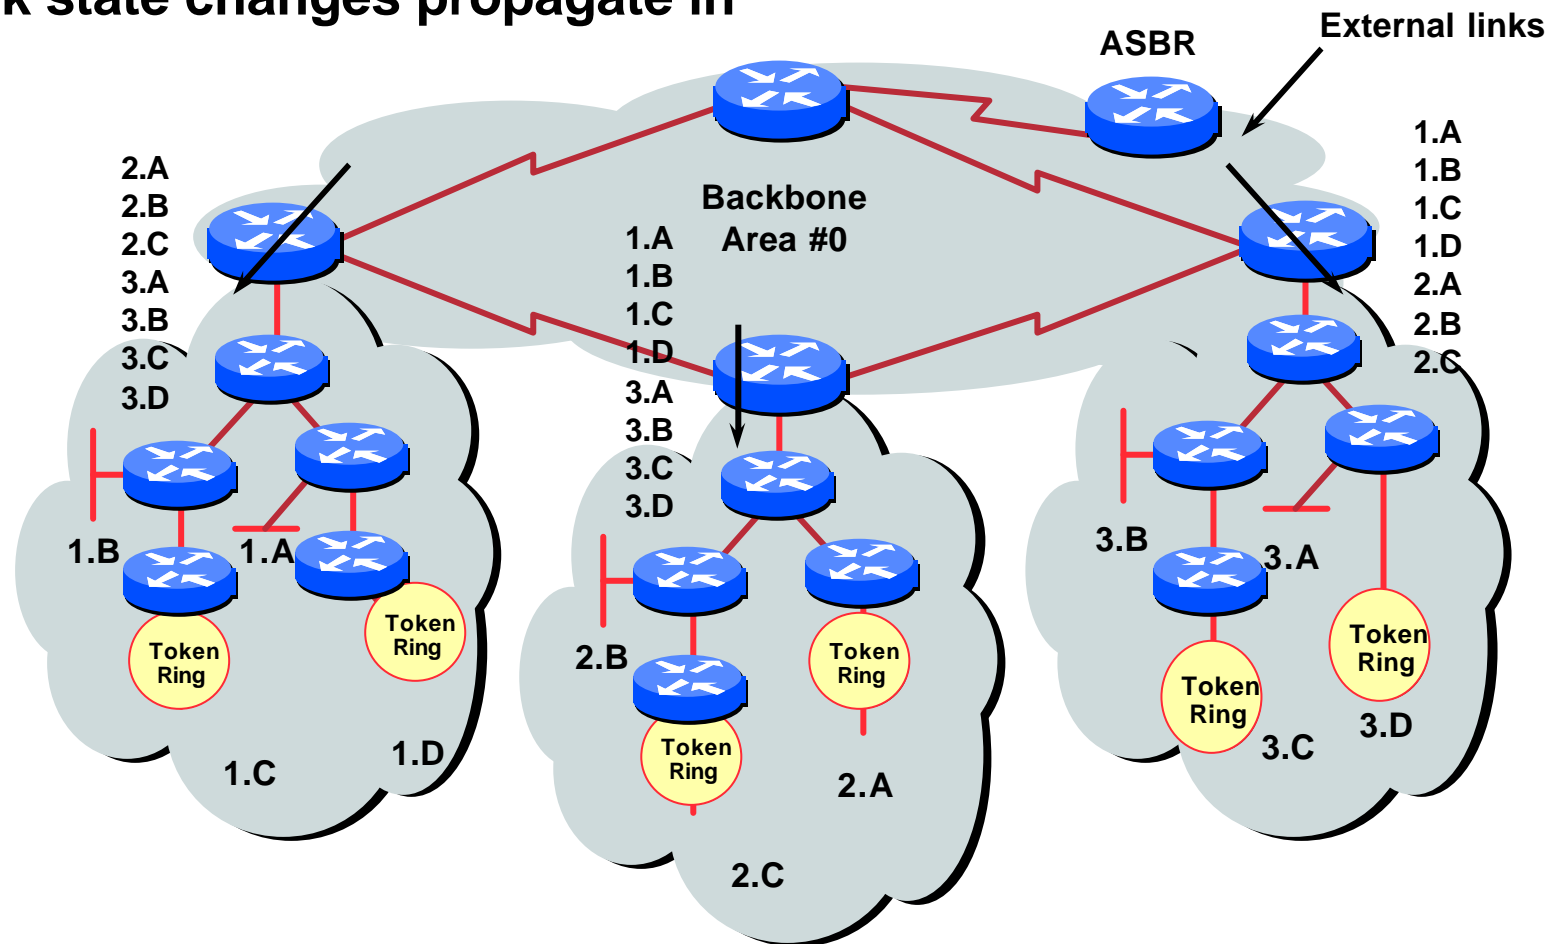 k state changes propagate in
External links
ASBR
1.A
1.B
1.C
1.D
2.A
2.B
2.C
2.A
2.B
2.C
3.A
3.B
3.C
3.D
Backbone
Area #0
1.A
1.B
1.C
1.D
3.A
3.B
3.C
3.D
1.B
1.A
Token
Ring
Token
Ring
1.C
1.D
2.B
Token
Ring
Token
Ring
2.A
2.C
3.B
3.A
Token
Ring
Token
Ring
3.C
3.D